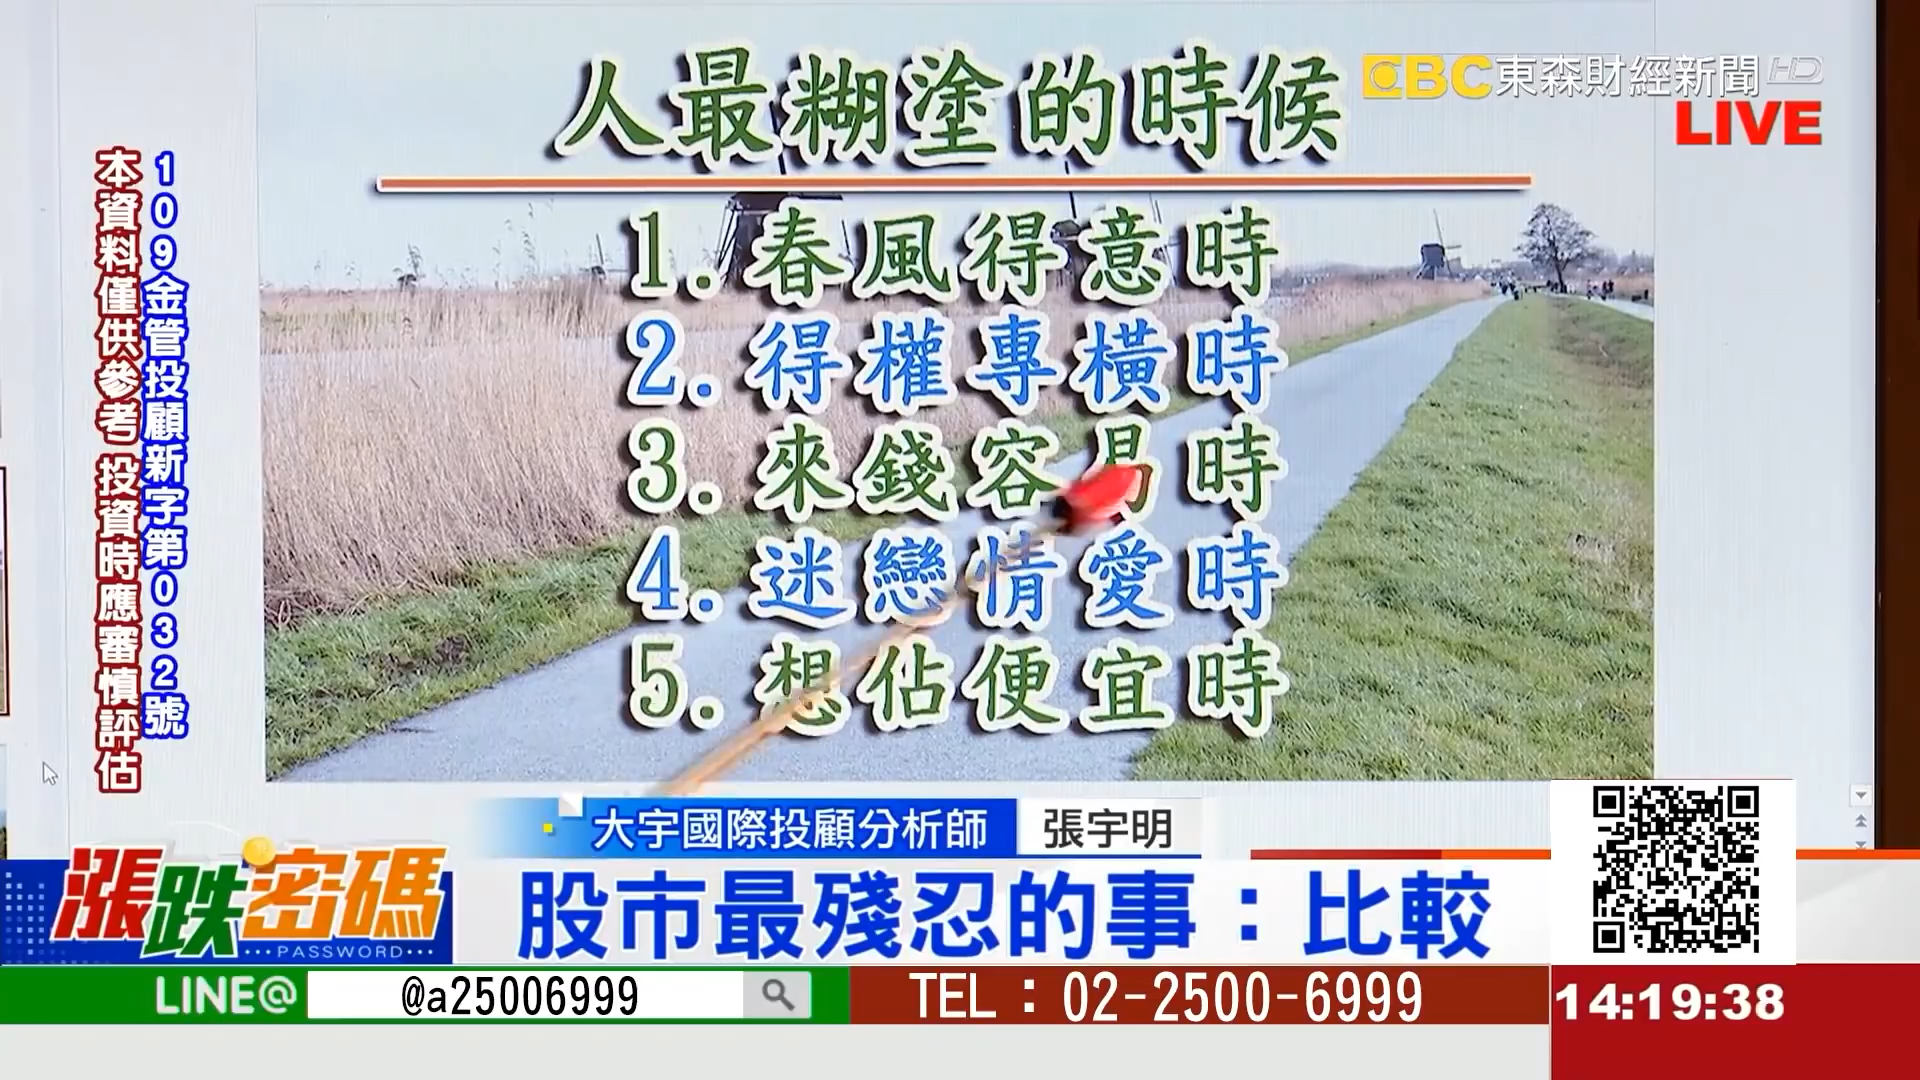 人最糊塗的時候
EBC東森財經新聞HD
LIVE
1.春風得意時
2.得權專橫時
3.來錢容易時
4.迷戀情愛時
5.想佔便宜時
109金管投顧新字第032號
本資料僅供參考 投資時應審慎評估
大宇國際投顧分析師 張宇明
漲跌密碼
PASSWORD
股市最殘忍的事：比較
LINE@ @a25006999
TEL：02-2500-6999
14:19:38